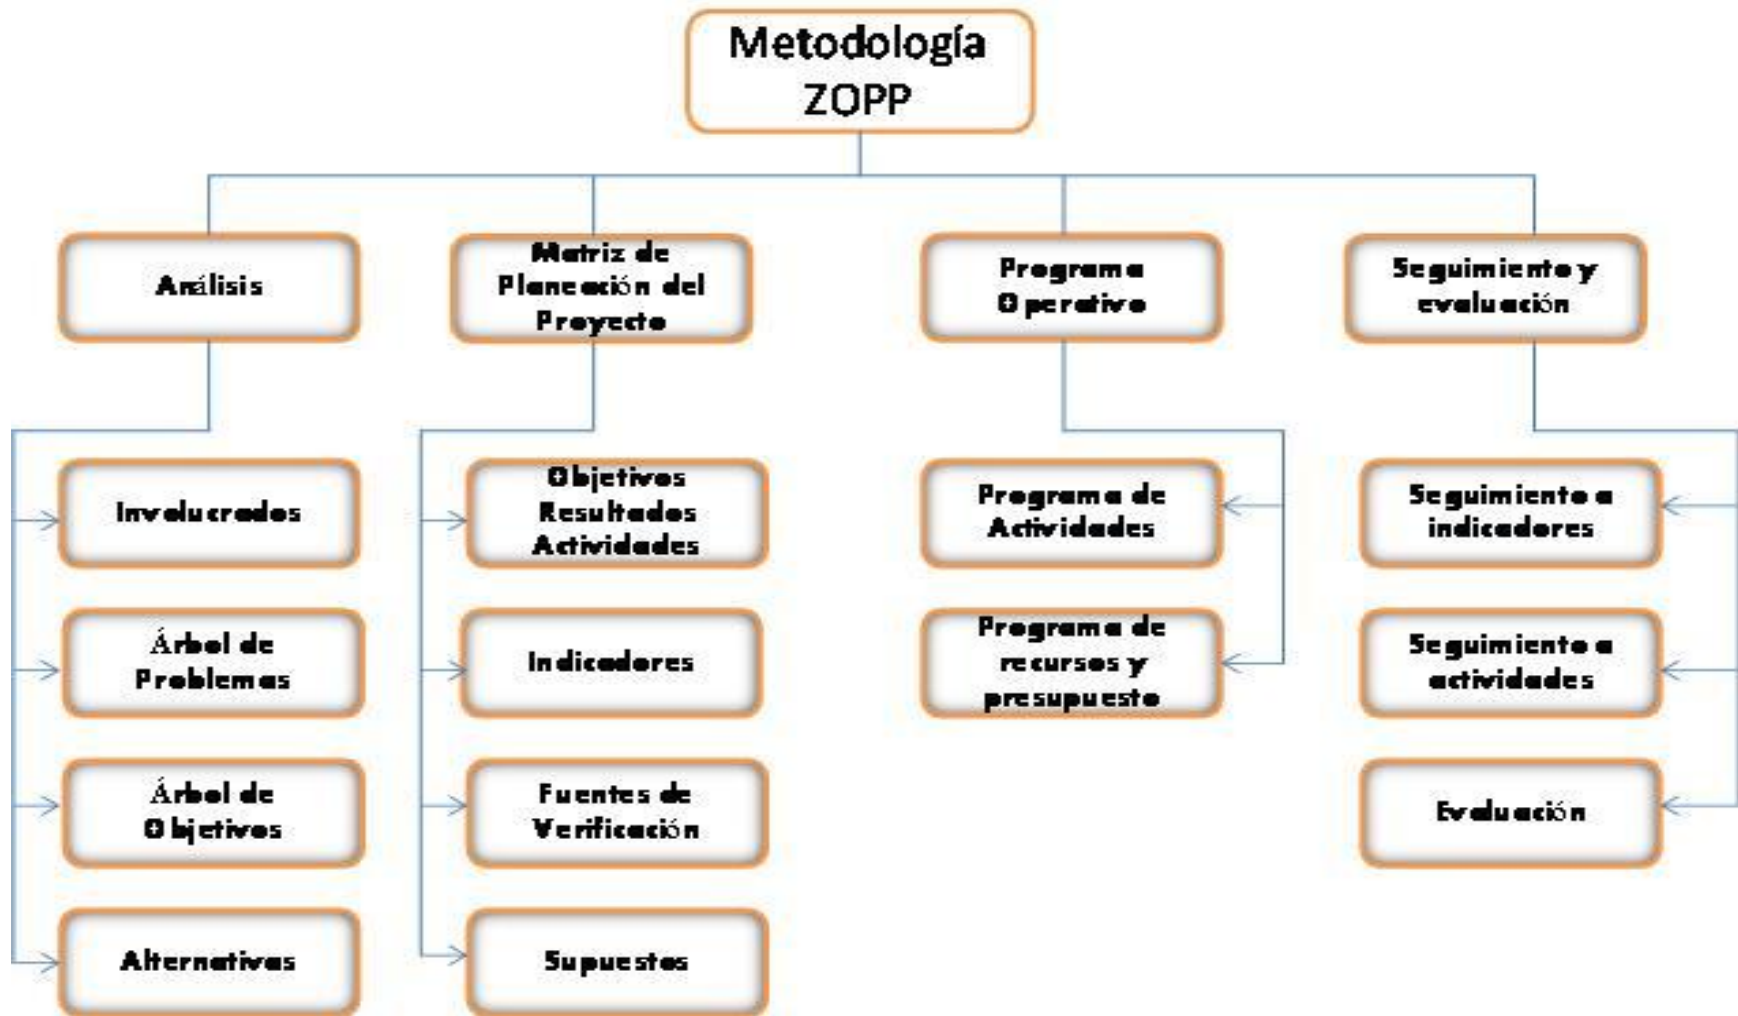 Metodología
ZOPP
Análisis
Matriz de
Planeación del
Proyecto
Programa
Operativo
Seguimiento y
evaluación
Involucrados
Árbol de
Problemas
Árbol de
Objetivos
Alternativas
Objetivos
Resultados
Actividades
Indicadores
Fuentes de
Verificación
Supuestos
Programa de
Actividades
Programa de
recursos y
presupuesto
Seguimiento a
indicadores
Seguimiento a
actividades
Evaluación